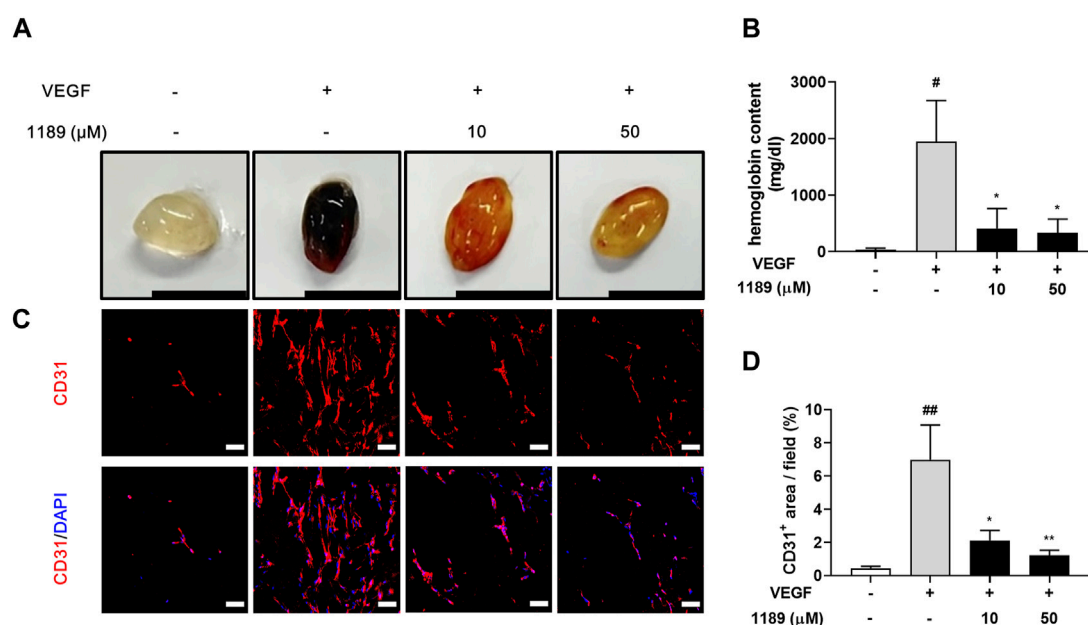 A
VEGF - + + +
1189 (μM) - - 10 50
B
hemoglobin content
(mg/dl)
3000
2000
1000
0
#
*
*
VEGF - + + +
1189 (μM) - - 10 50
C
CD31
CD31/DAPI
D
CD31⁺ area / field (%)
10
8
6
4
2
0
##
*
**
VEGF - + + +
1189 (μM) - - 10 50